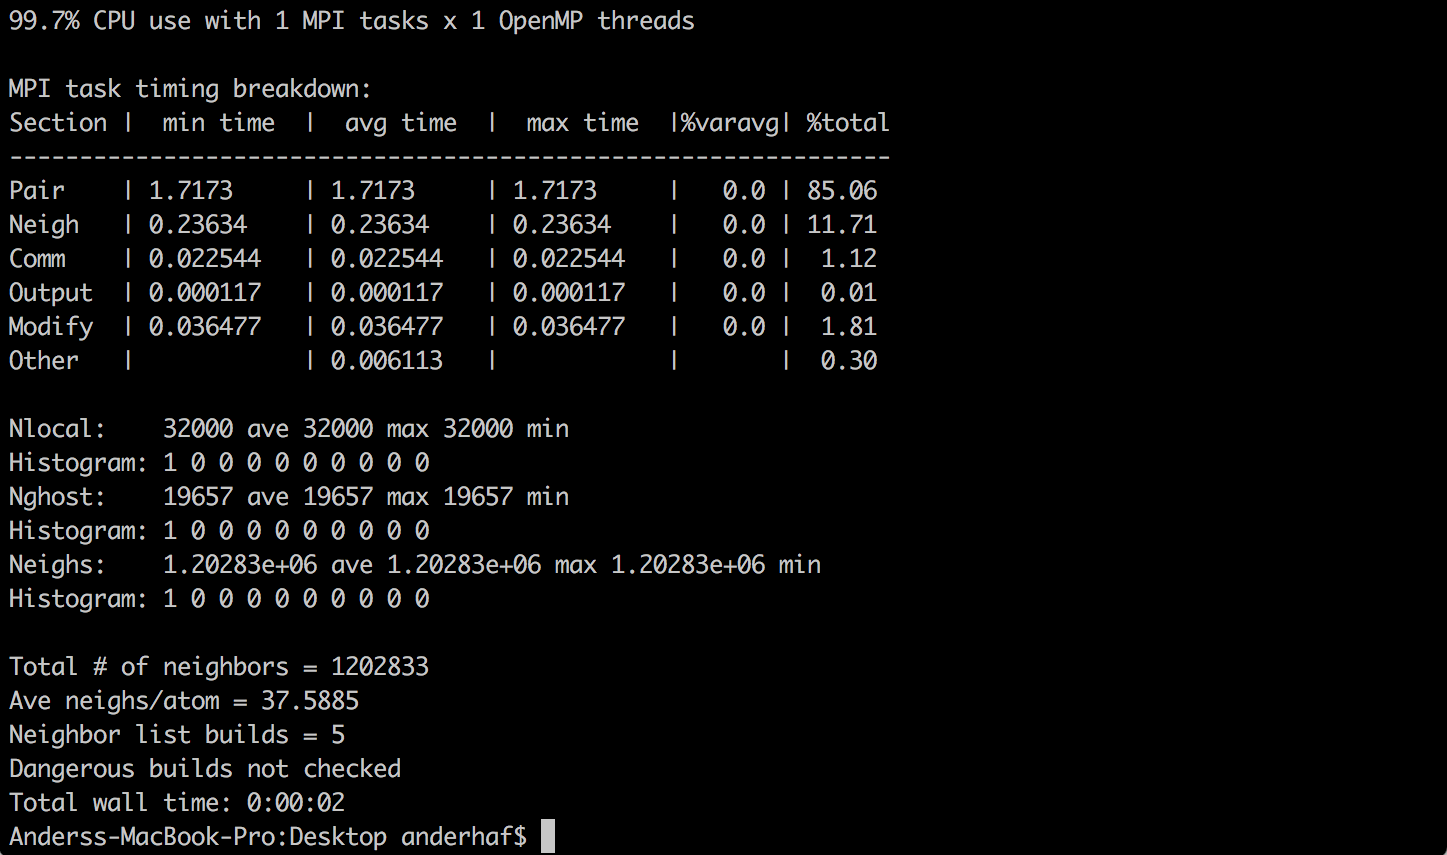 99.7% CPU use with 1 MPI tasks x 1 OpenMP threads
MPI task timing breakdown:
Section |  min time  |  avg time  |  max time  |%varavg| %total
---------------------------------------------------------------
Pair    | 1.7173     | 1.7173     | 1.7173     |   0.0 | 85.06
Neigh   | 0.23634    | 0.23634    | 0.23634    |   0.0 | 11.71
Comm    | 0.022544   | 0.022544   | 0.022544   |   0.0 |  1.12
Output  | 0.000117   | 0.000117   | 0.000117   |   0.0 |  0.01
Modify  | 0.036477   | 0.036477   | 0.036477   |   0.0 |  1.81
Other   |            | 0.006113   |            |       |  0.30
Nlocal:    32000 ave 32000 max 32000 min
Histogram: 1 0 0 0 0 0 0 0 0 0
Nghost:    19657 ave 19657 max 19657 min
Histogram: 1 0 0 0 0 0 0 0 0 0
Neighs:    1.20283e+06 ave 1.20283e+06 max 1.20283e+06 min
Histogram: 1 0 0 0 0 0 0 0 0 0
Total # of neighbors = 1202833
Ave neighs/atom = 37.5885
Neighbor list builds = 5
Dangerous builds not checked
Total wall time: 0:00:02
Anderss-MacBook-Pro:Desktop anderhaf$